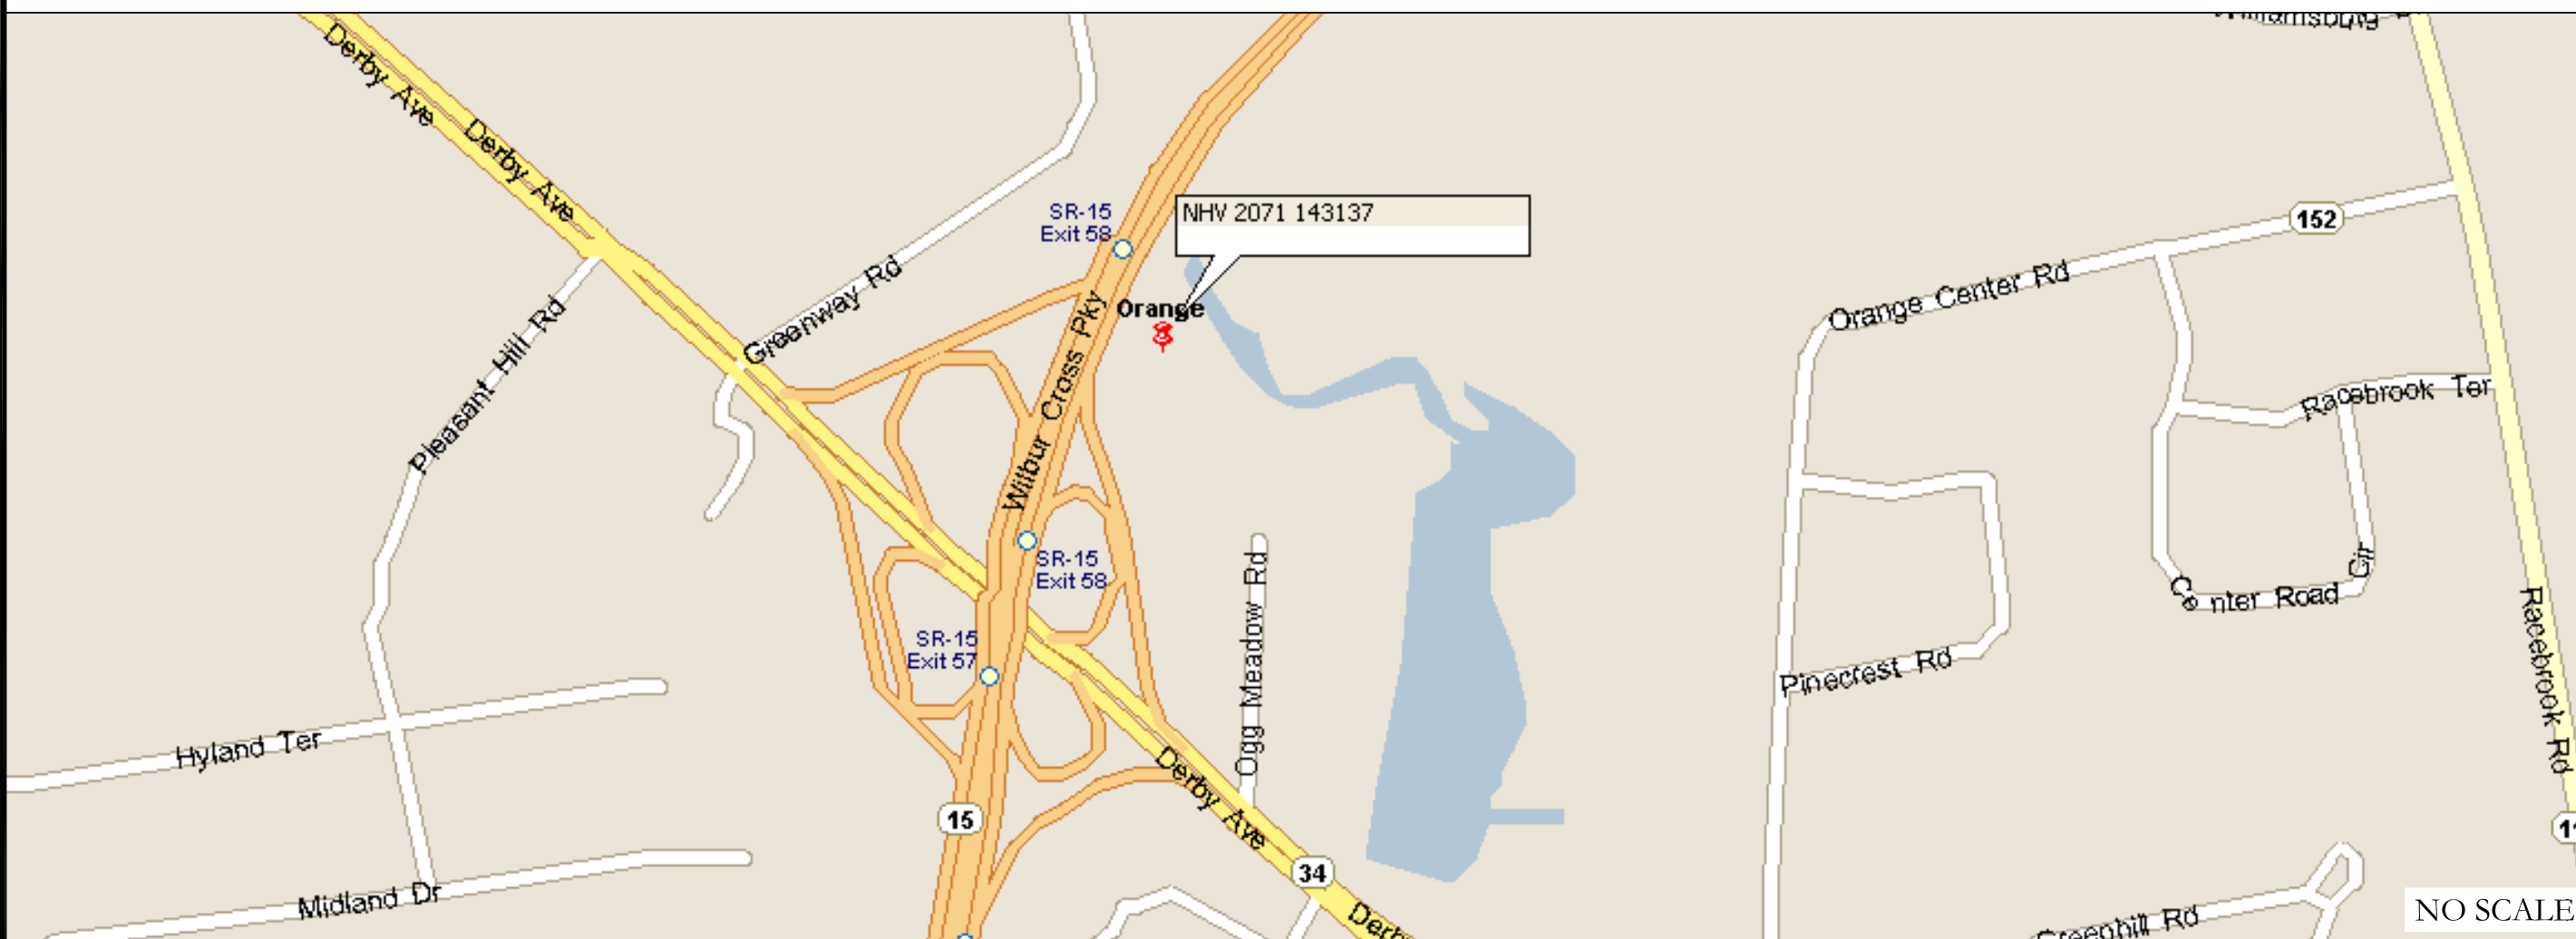 Williamsburg
Derby Ave
Derby Ave
SR-15
Exit 58
NHV 2071 143137
152
Orange Center Rd
Greenway Rd
Orange
Pleasant Hill Rd
Wilbur Cross Pky
Racebrook Ter
SR-15
Exit 58
Ogg Meadow Rd
Center Road Cir
SR-15
Exit 57
Pinecrest Rd
Racebrook Rd
Hyland Ter
Derby Ave
15
34
Midland Dr
Derby
Greenhill Rd
NO SCALE